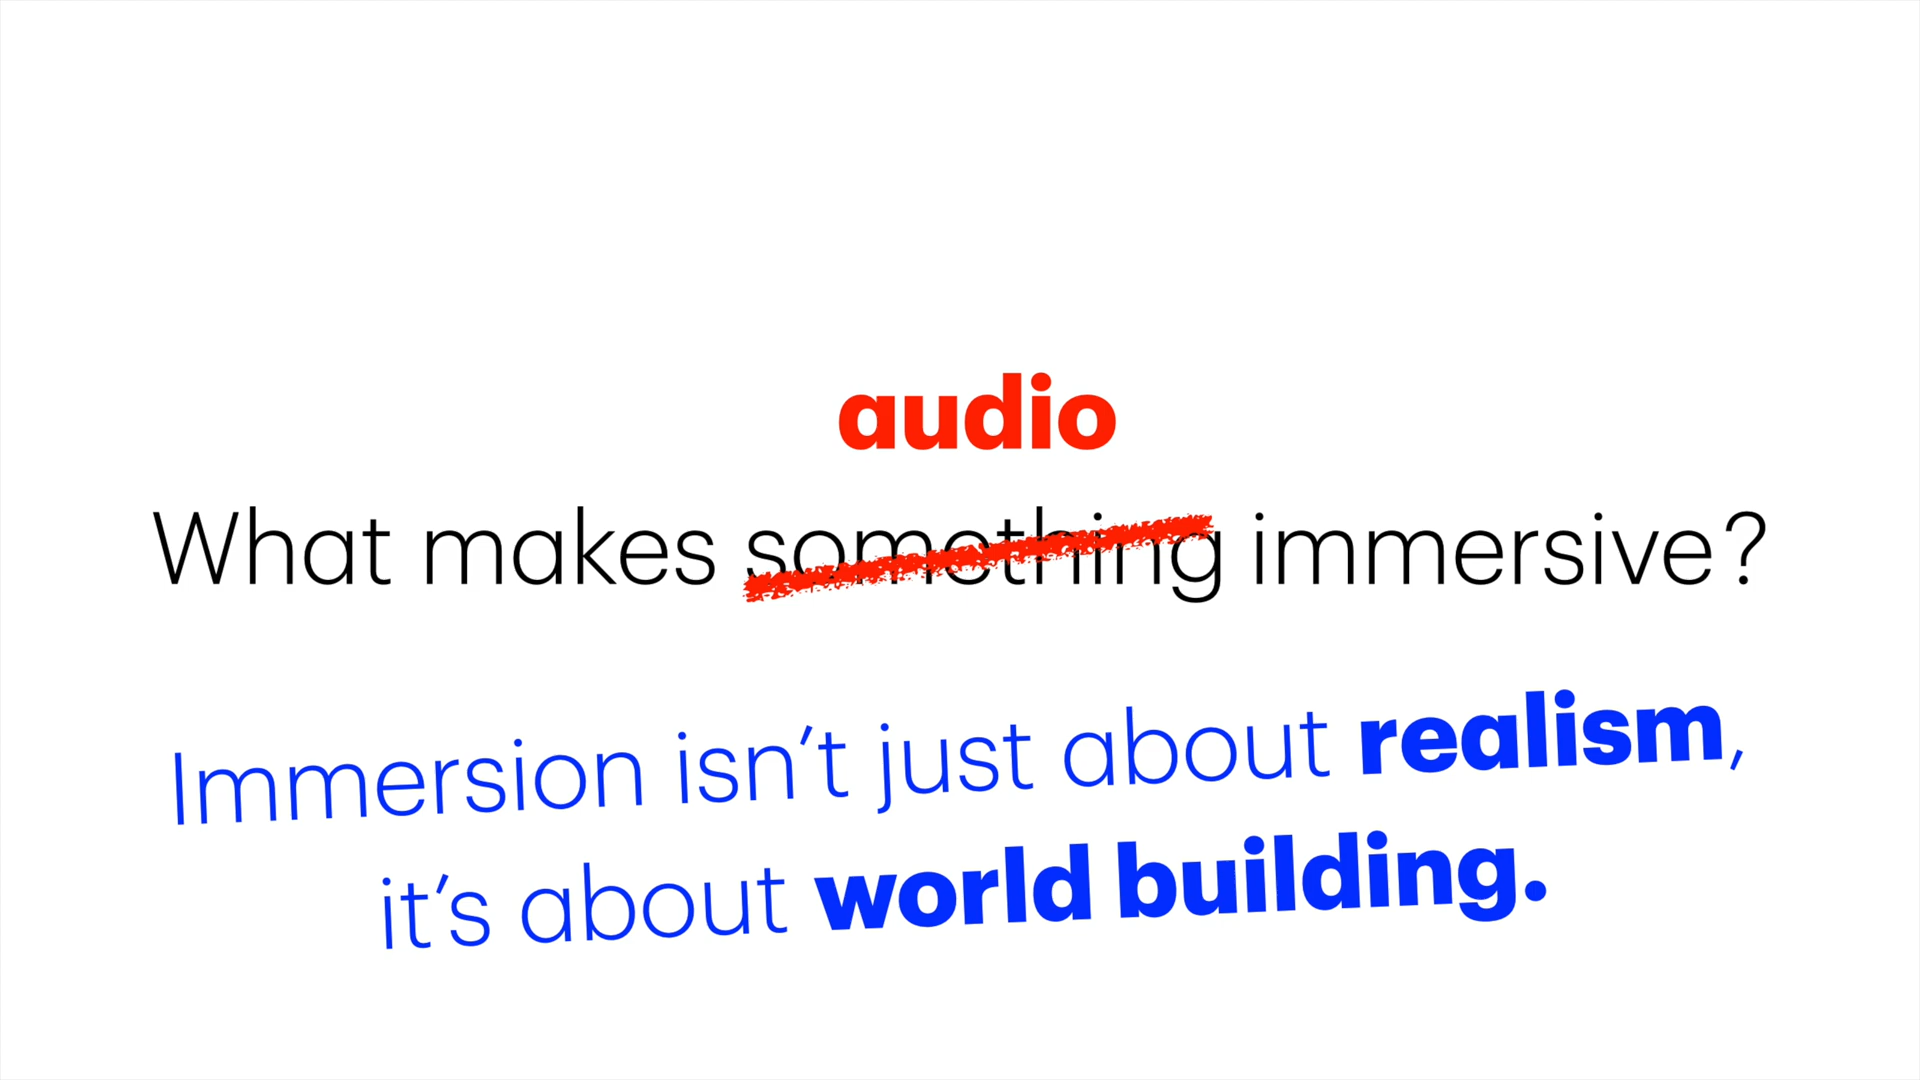 audio
What makes something immersive?
Immersion isn’t just about realism,
it’s about world building.